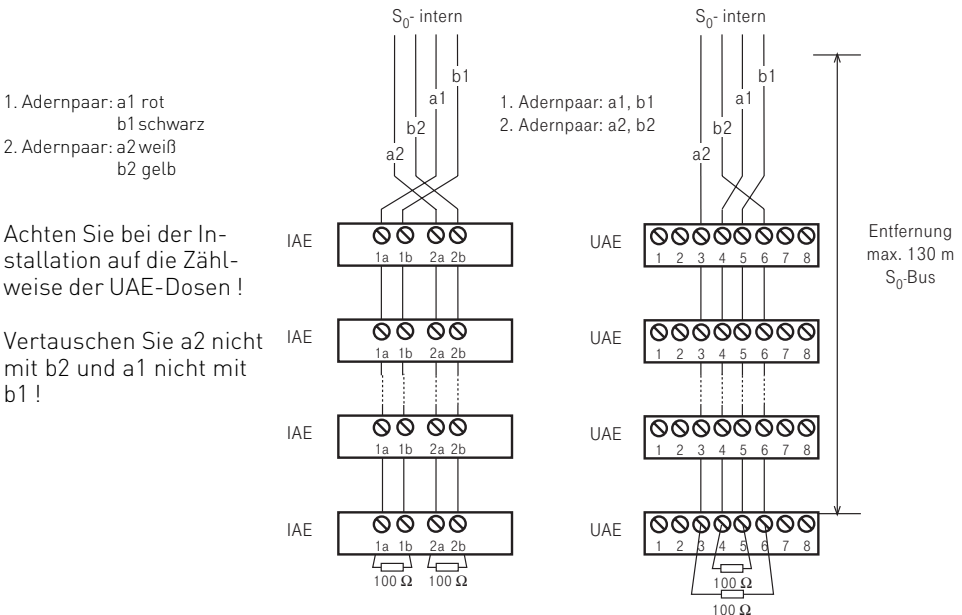 S0- intern
b1
a1
b2
a2
1. Adernpaar: a1 rot
b1 schwarz
2. Adernpaar: a2 weiß
b2 gelb
Achten Sie bei der In-
stallation auf die Zähl-
weise der UAE-Dosen !
Vertauschen Sie a2 nicht
mit b2 und a1 nicht mit
b1 !
IAE
1a 1b 2a 2b
IAE
1a 1b 2a 2b
IAE
1a 1b 2a 2b
IAE
1a 1b 2a 2b
100 Ω 100 Ω
S0- intern
b1
a1
b2
a2
1. Adernpaar: a1, b1
2. Adernpaar: a2, b2
UAE
1 2 3 4 5 6 7 8
UAE
1 2 3 4 5 6 7 8
UAE
1 2 3 4 5 6 7 8
UAE
1 2 3 4 5 6 7 8
100 Ω
100 Ω
Entfernung
max. 130 m
S0-Bus